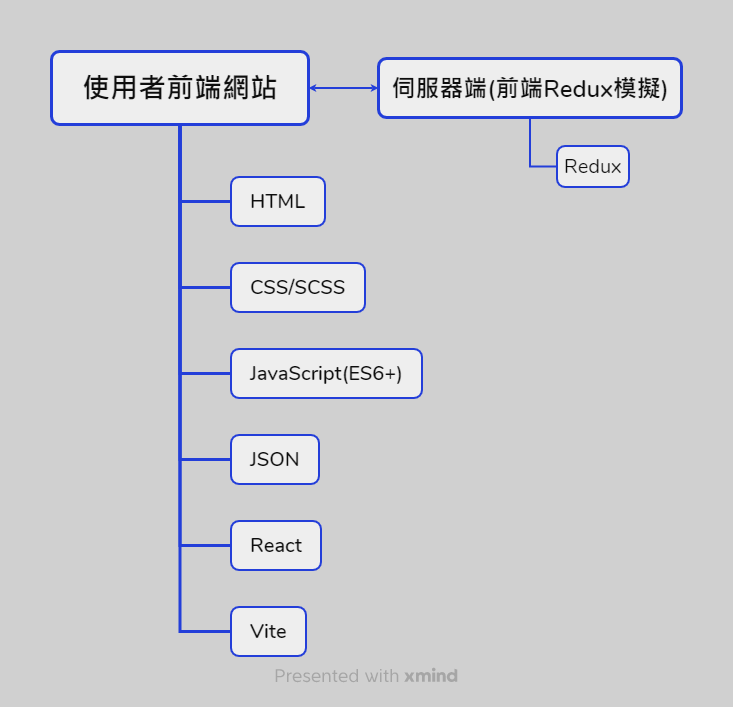 使用者前端網站
伺服器端(前端Redux模擬)
Redux
HTML
CSS/SCSS
JavaScript(ES6+)
JSON
React
Vite
Presented with xmind